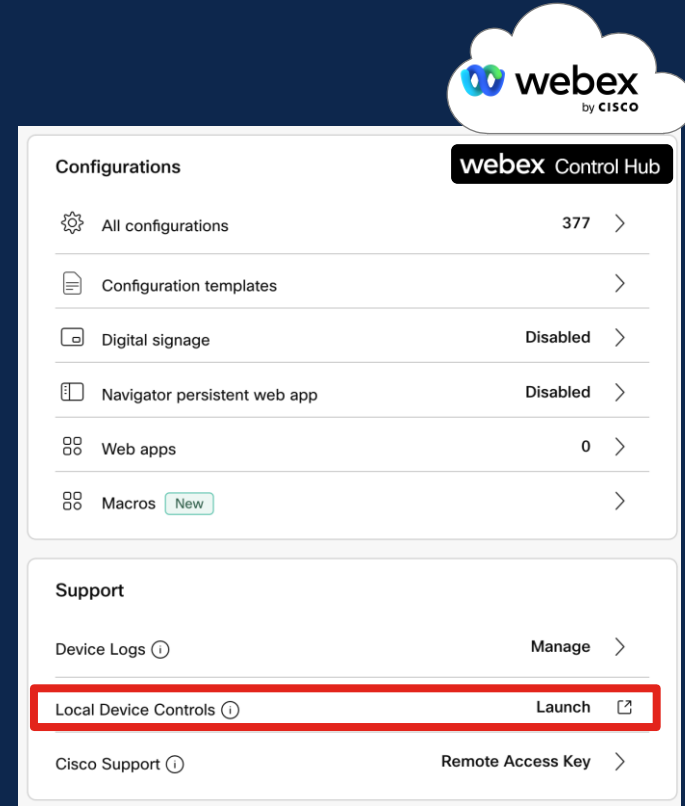 webex
by CISCO
webex Control Hub
Configurations
All configurations 377
Configuration templates
Digital signage Disabled
Navigator persistent web app Disabled
Web apps 0
Macros New
Support
Device Logs Manage
Local Device Controls Launch
Cisco Support Remote Access Key